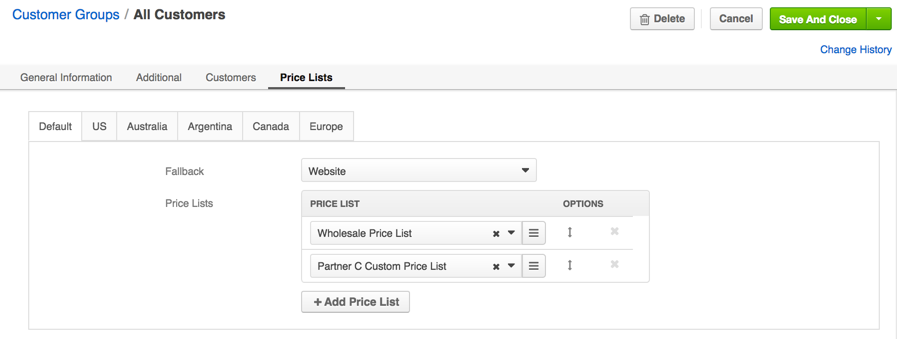 Customer Groups / All Customers
Delete
Cancel
Save And Close
Change History
General Information Additional Customers Price Lists
Default US Australia Argentina Canada Europe
Fallback Website
Price Lists PRICE LIST OPTIONS
Wholesale Price List
Partner C Custom Price List
+ Add Price List